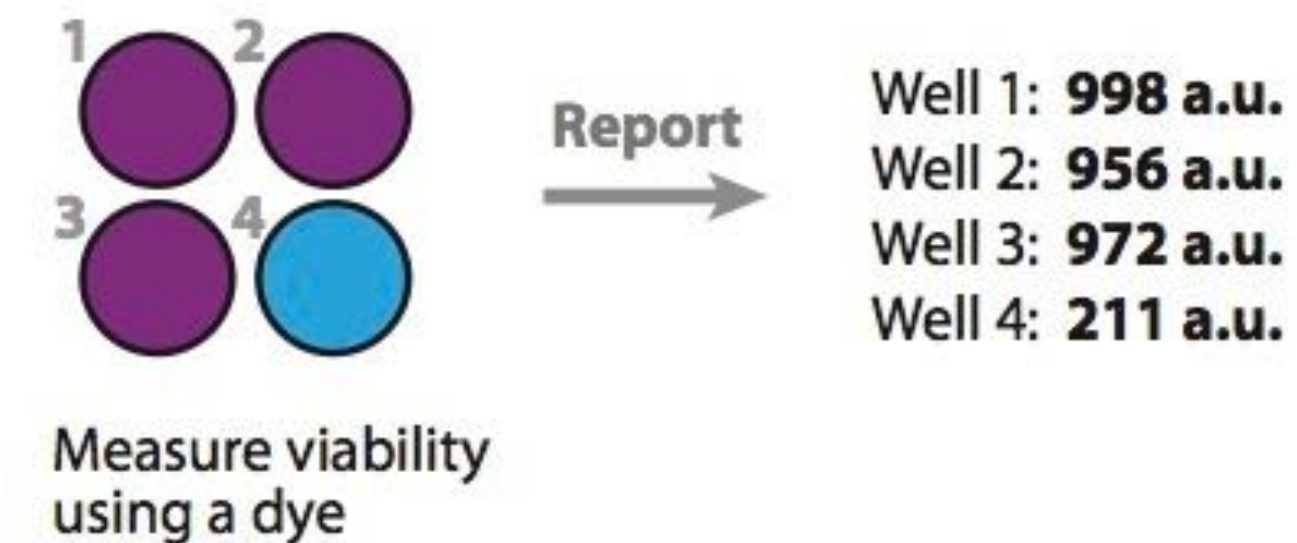 1
2
3
4
Measure viability
using a dye
Report
Well 1: 998 a.u.
Well 2: 956 a.u.
Well 3: 972 a.u.
Well 4: 211 a.u.